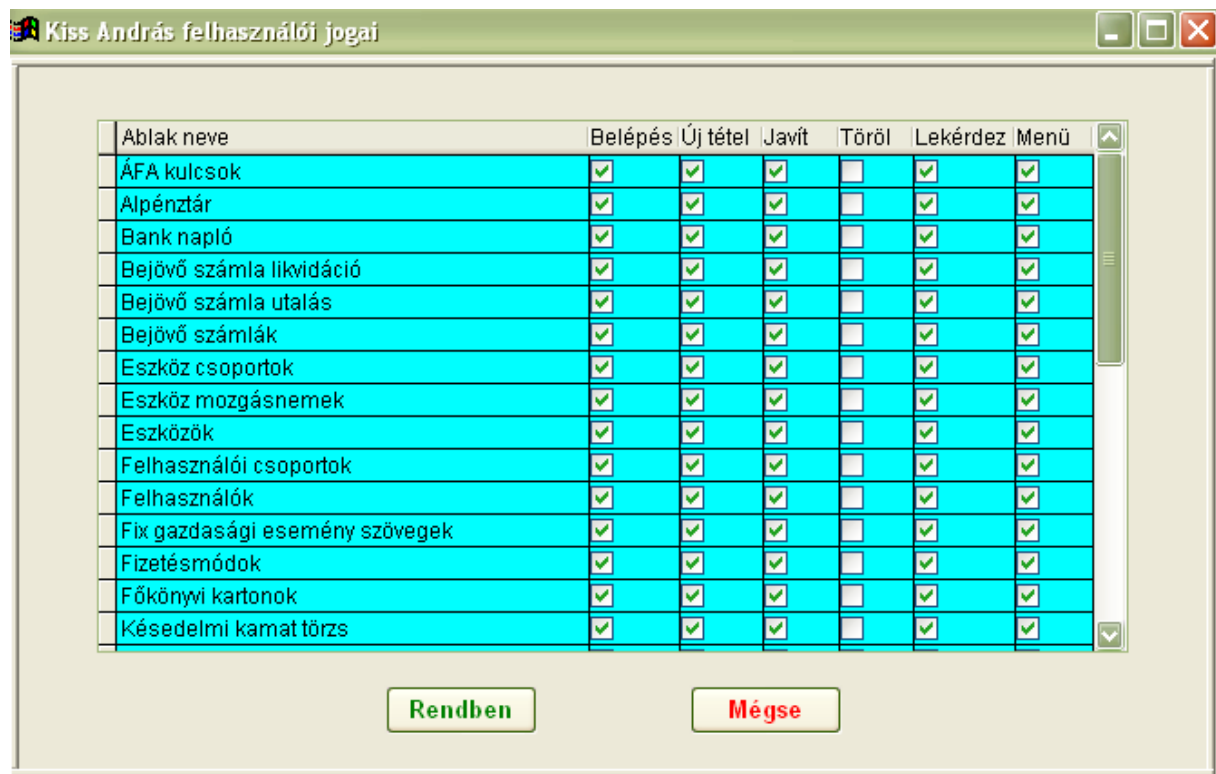 Kiss András felhasználói jogai
Ablak neve Belépés Új tétel Javít Töröl Lekérdez Menü
ÁFA kulcsok
Alpénztár
Bank napló
Bejövő számla likvidáció
Bejövő számla utalás
Bejövő számlák
Eszköz csoportok
Eszköz mozgásnemek
Eszközök
Felhasználói csoportok
Felhasználók
Fix gazdasági esemény szövegek
Fizetésmódok
Főkönyvi kartonok
Késedelmi kamat törzs
Rendben Mégse